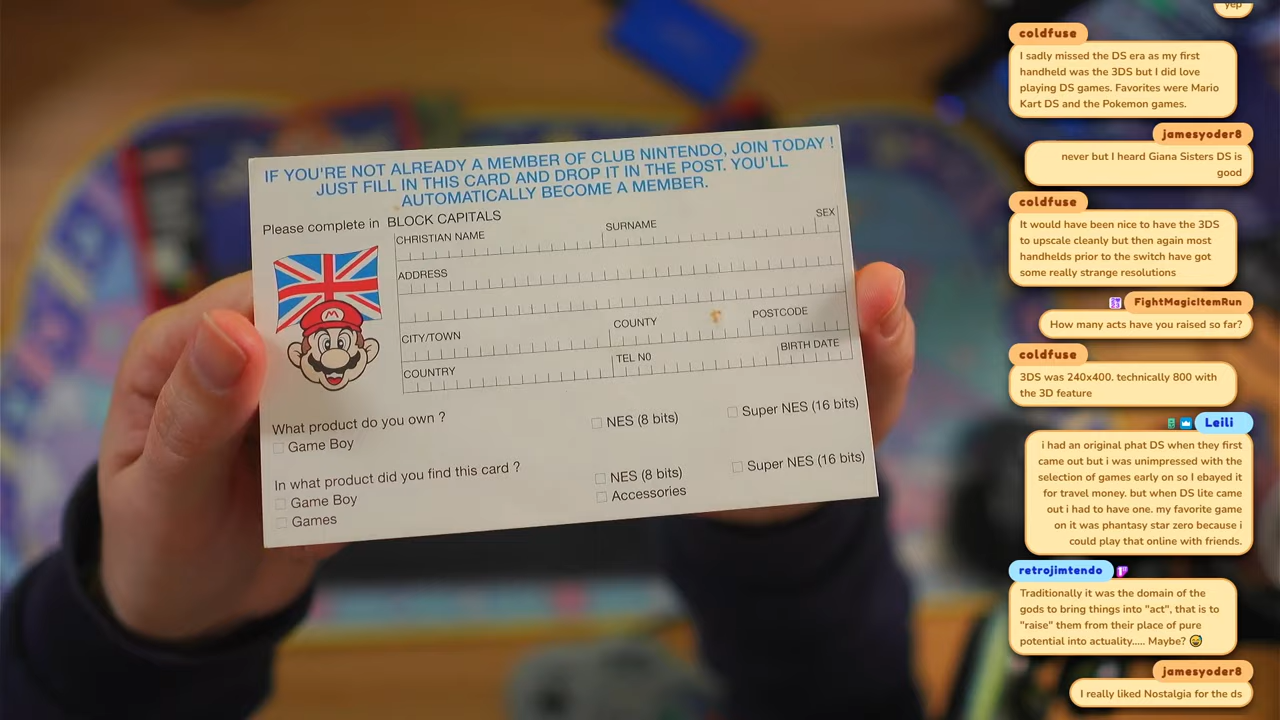 IF YOU'RE NOT ALREADY A MEMBER OF CLUB NINTENDO, JOIN TODAY !
JUST FILL IN THIS CARD AND DROP IT IN THE POST. YOU'LL
AUTOMATICALLY BECOME A MEMBER.
Please complete in BLOCK CAPITALS
CHRISTIAN NAME SURNAME SEX
ADDRESS
CITY/TOWN COUNTY POSTCODE
COUNTRY TEL N0 BIRTH DATE
M
What product do you own ?
Game Boy NES (8 bits) Super NES (16 bits)
In what product did you find this card ?
Game Boy NES (8 bits) Super NES (16 bits)
Games Accessories
yep
coldfuse
I sadly missed the DS era as my first
handheld was the 3DS but I did love
playing DS games. Favorites were Mario
Kart DS and the Pokemon games.
jamesyoder8
never but I heard Giana Sisters DS is
good
coldfuse
It would have been nice to have the 3DS
to upscale cleanly but then again most
handhelds prior to the switch have got
some really strange resolutions
FightMagicItemRun
How many acts have you raised so far?
coldfuse
3DS was 240x400. technically 800 with
the 3D feature
Leili
i had an original phat DS when they first
came out but i was unimpressed with the
selection of games early on so I ebayed it
for travel money. but when DS lite came
out i had to have one. my favorite game
on it was phantasy star zero because i
could play that online with friends.
retrojimtendo
Traditionally it was the domain of the
gods to bring things into "act", that is to
"raise" them from their place of pure
potential into actuality..... Maybe? 😅
jamesyoder8
I really liked Nostalgia for the ds